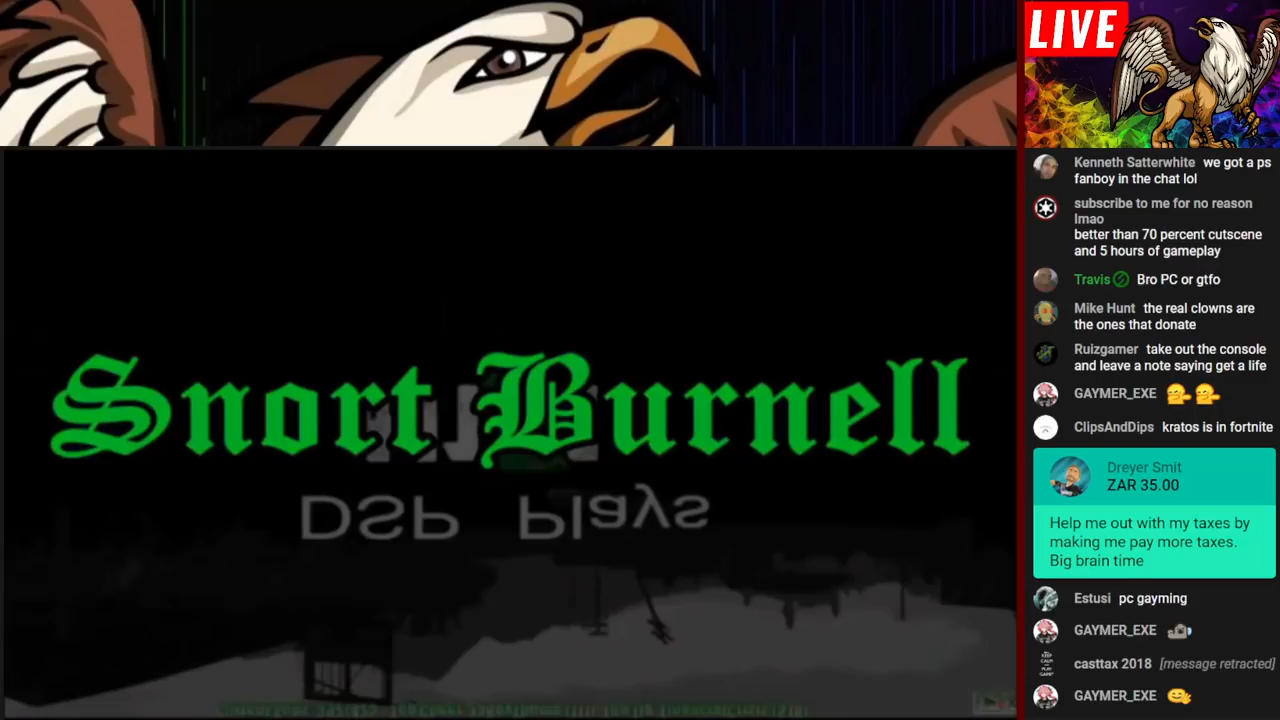 LIVE
Snort Burnell
DSP Plays
Kenneth Satterwhite we got a ps
fanboy in the chat lol
subscribe to me for no reason
lmao
better than 70 percent cutscene
and 5 hours of gameplay
Travis Bro PC or gtfo
Mike Hunt the real clowns are
the ones that donate
Ruizgamer take out the console
and leave a note saying get a life
GAYMER_EXE
ClipsAndDips kratos is in fortnite
Dreyer Smit
ZAR 35.00
Help me out with my taxes by
making me pay more taxes.
Big brain time
Estusi pc gayming
GAYMER_EXE
casttax 2018 [message retracted]
GAYMER_EXE